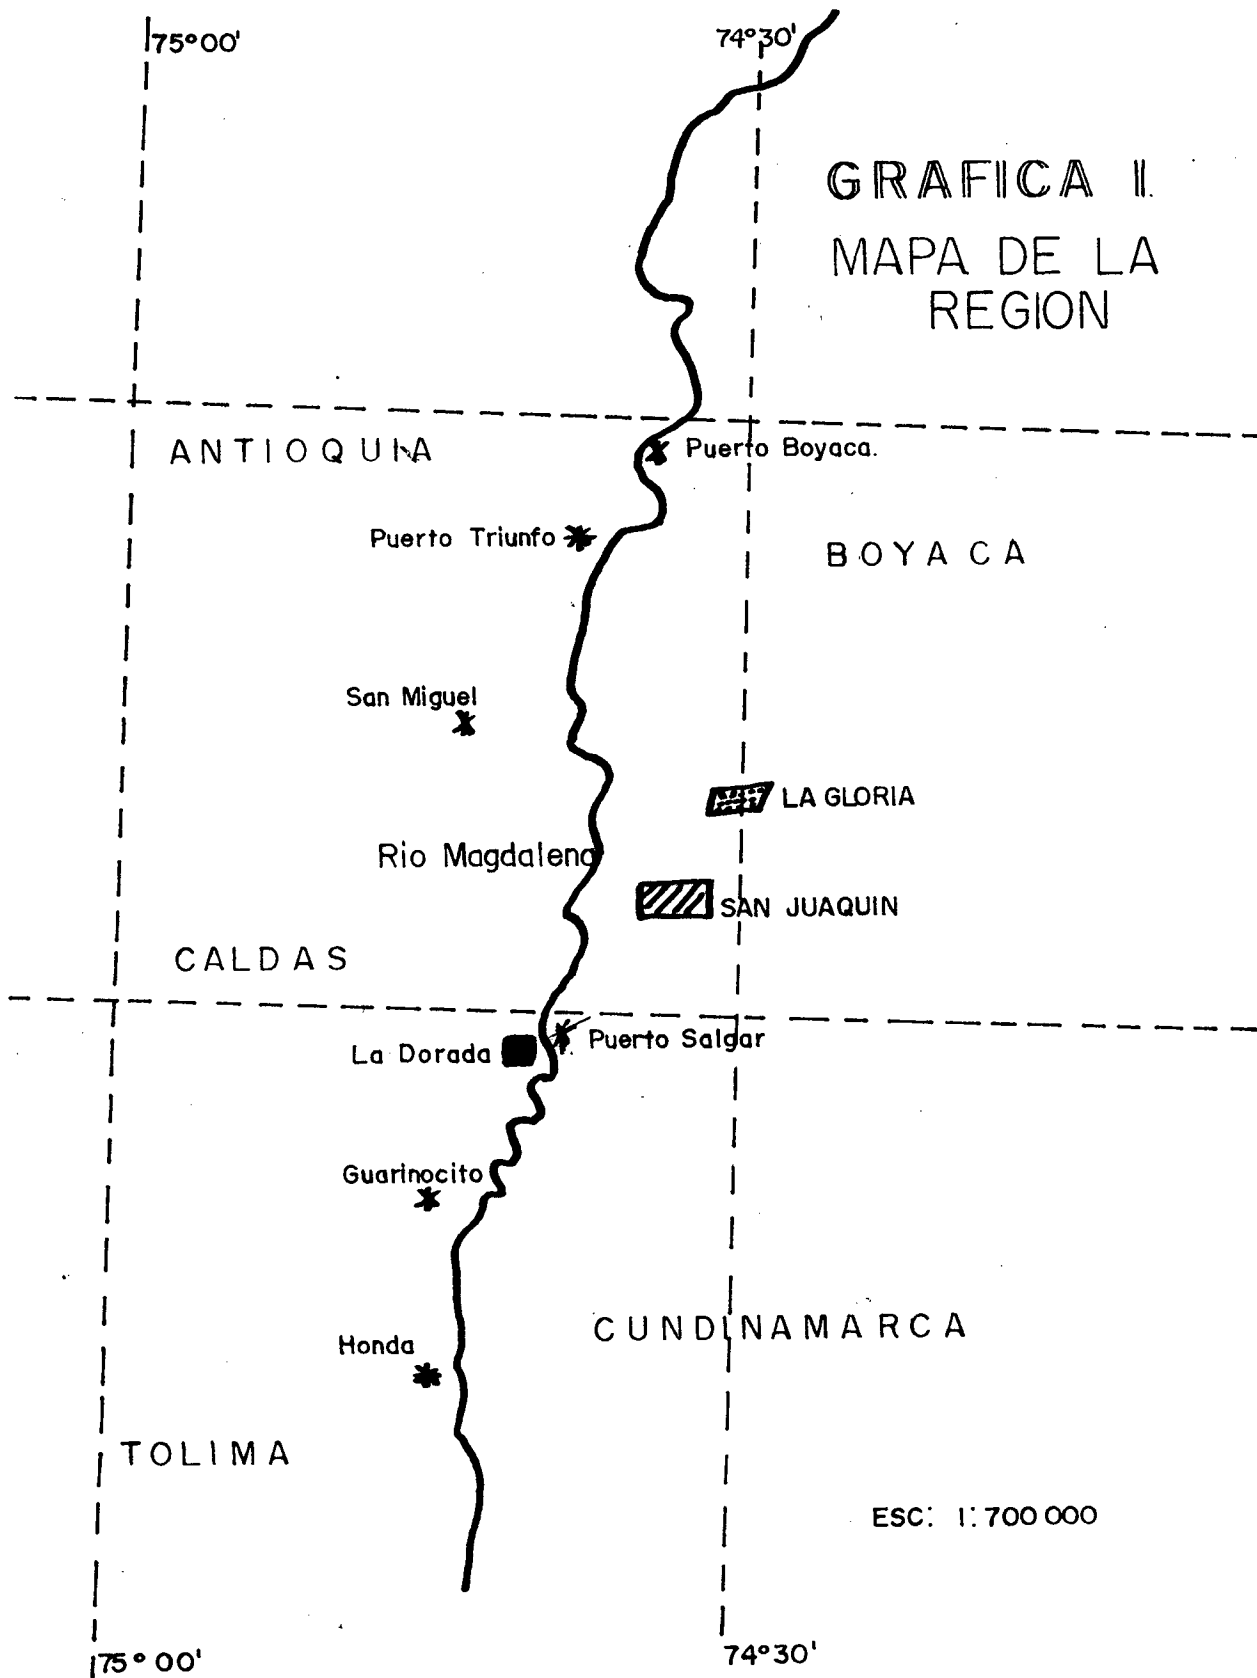 75°00'
74°30'
GRAFICA I.
MAPA DE LA
REGION
ANTIOQUIA
Puerto Boyaca.
Puerto Triunfo
BOYACA
San Miguel
LA GLORIA
Rio Magdalena
SAN JUAQUIN
CALDAS
Puerto Salgar
La Dorada
Guarinocito
CUNDINAMARCA
Honda
TOLIMA
ESC: 1:700000
75°00'
74°30'